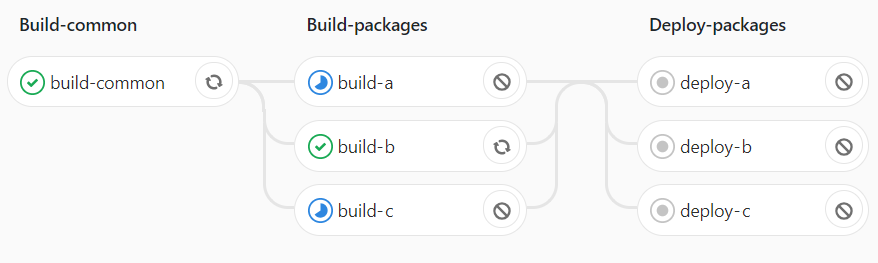 Build-common Build-packages Deploy-packages
build-common build-a deploy-a
build-b deploy-b
build-c deploy-c